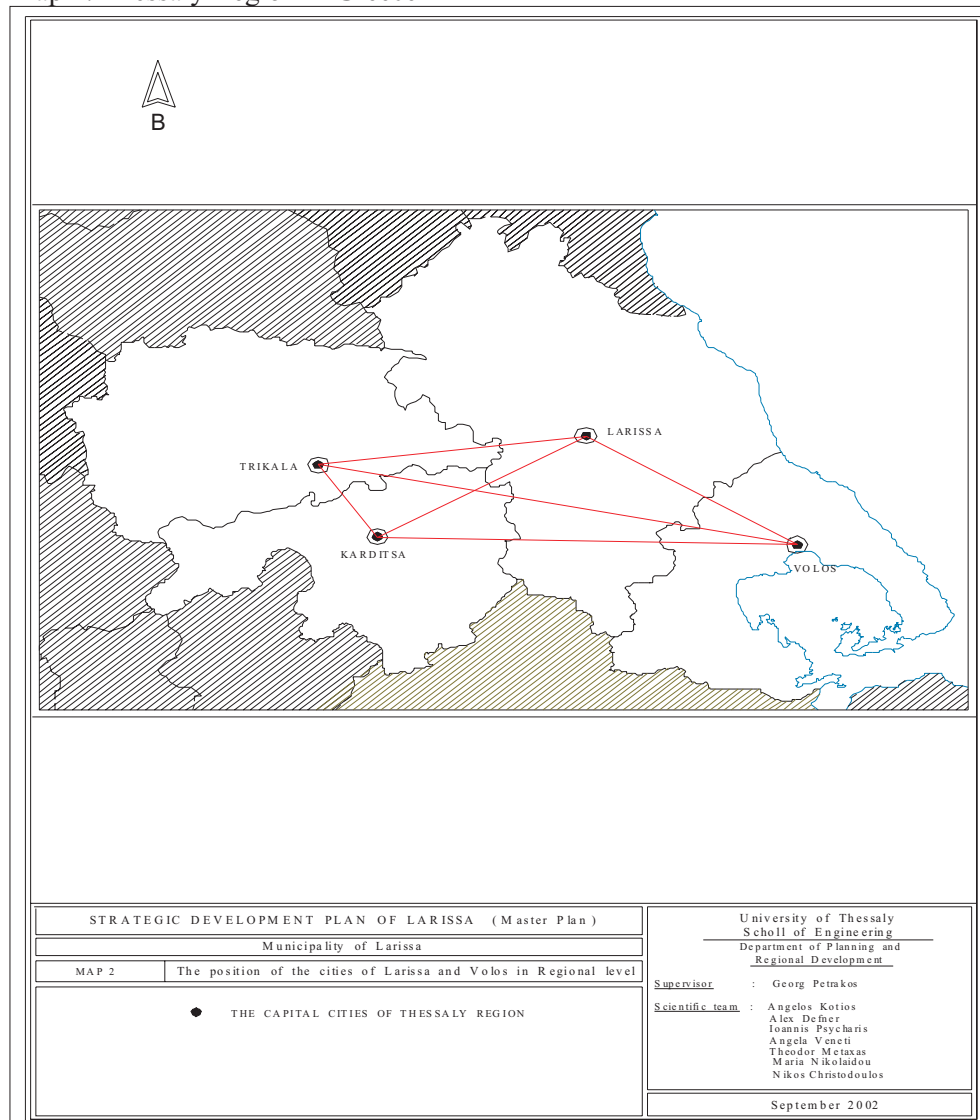 B
LARISSA
TRIKALA
KARDITSA
VOLOS
STRATEGIC DEVELOPMENT PLAN OF LARISSA (Master Plan)
Municipality of Larissa
MAP 2 The position of the cities of Larissa and Volos in Regional level
THE CAPITAL CITIES OF THESSALY REGION
University of Thessaly
Scholl of Engineering
Department of Planning and
Regional Development
Supervisor : Georg Petrakos
Scientific team : Angelos Kotios
Alex Defner
Ioannis Psycharis
Angela Veneti
Theodor Metaxas
Maria Nikolaidou
Nikos Christodoulos
September 2002